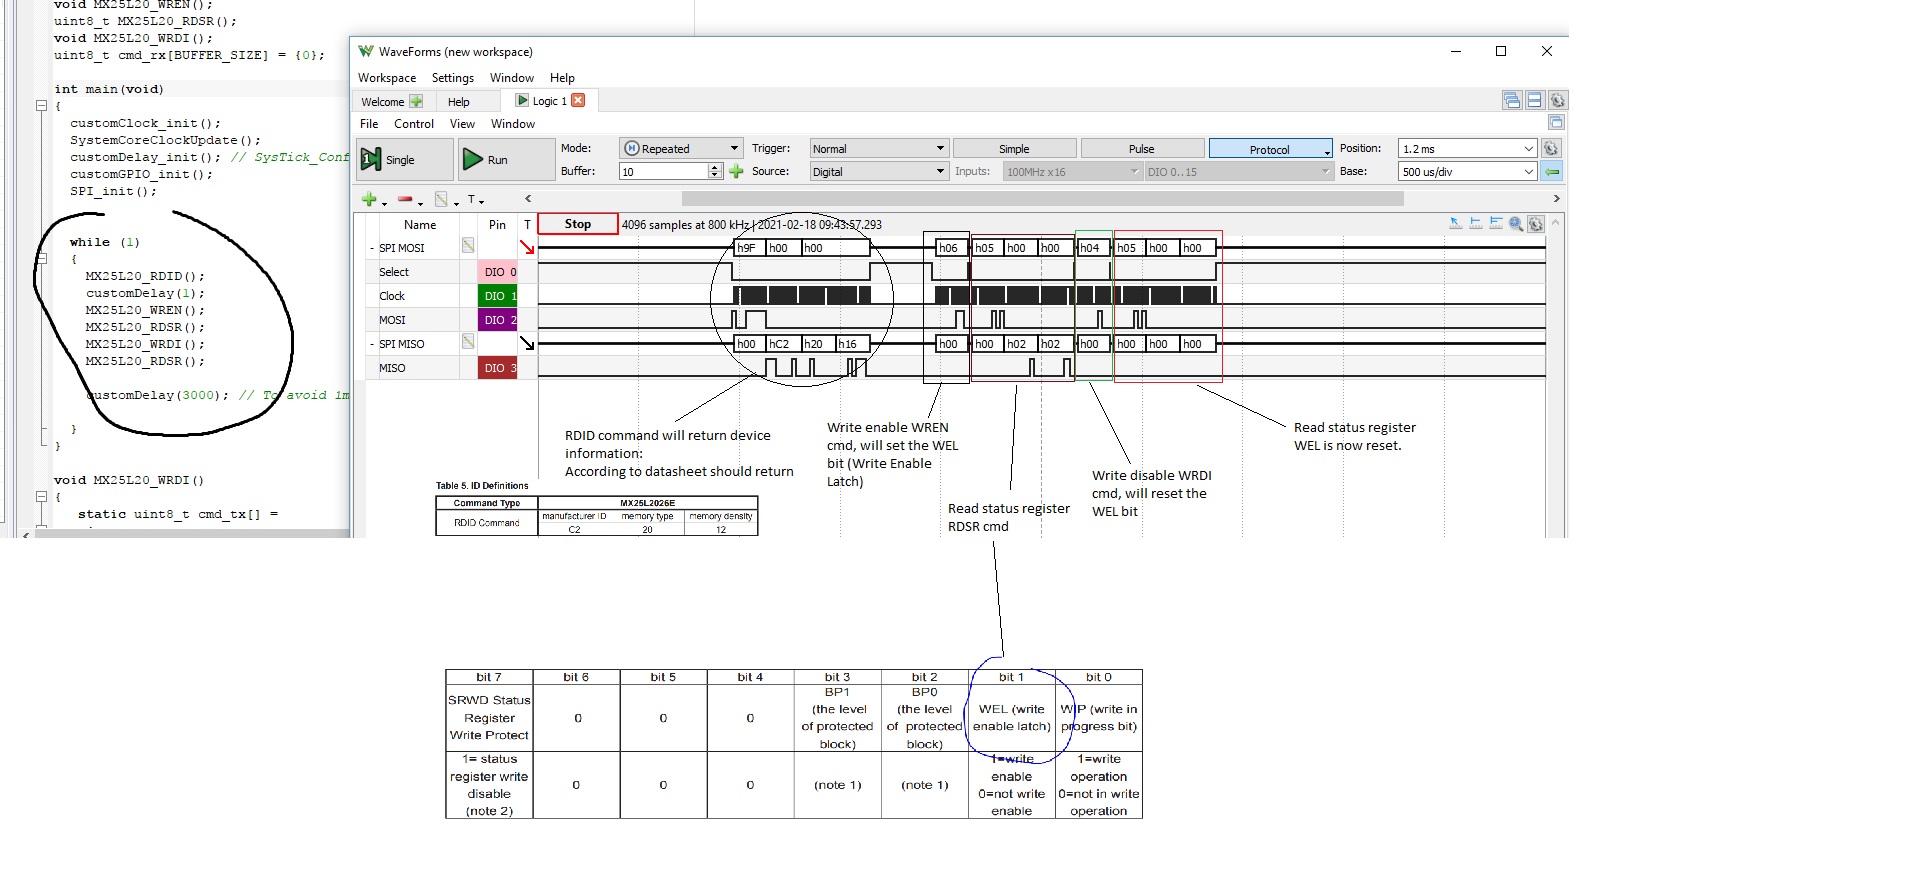 void MX25L20_WREN();
uint8_t MX25L20_RDSR();
void MX25L20_WRDI();
uint8_t cmd_rx[BUFFER_SIZE] = {0};
int main(void)
{
customClock_init();
SystemCoreClockUpdate();
customDelay_init(); // SysTick_Conf
customGPIO_init();
SPI_init();
while (1)
{
MX25L20_RDID();
customDelay(1);
MX25L20_WREN();
MX25L20_RDSR();
MX25L20_WRDI();
MX25L20_RDSR();
customDelay(3000); // To avoid 1m
}
}
void MX25L20_WRDI()
{
static uint8_t cmd_tx[] =
WaveForms (new workspace)
Workspace Settings Window Help
Welcome Help Logic 1
File Control View Window
Single Run Mode: Repeated Trigger: Normal Simple Pulse Protocol Position: 1.2 ms
Buffer: 10 Source: Digital Inputs: 100MHz x16 DIO 0..15 Base: 500 us/div
T
Name Pin T Stop 4096 samples at 800 kHz | 2021-02-18 09:43:57.293
- SPI MOSI h9F h00 h00 h06 h05 h00 h00 h04 h05 h00 h00
Select DIO 0
Clock DIO 1
MOSI DIO 2
- SPI MISO h00 hC2 h20 h16 h00 h00 h02 h02 h00 h00 h00 h00
MISO DIO 3
RDID command will return device
information:
According to datasheet should return
Write enable WREN
cmd, will set the WEL
bit (Write Enable
Latch)
Read status register
RDSR cmd
Write disable WRDI
cmd, will reset the
WEL bit
Read status register
WEL is now reset.
Table 5. ID Definitions
Command Type MX25L2026E
RDID Command manufacturer ID memory type memory density
C2 20 12
bit 7 bit 6 bit 5 bit 4 bit 3 bit 2 bit 1 bit 0
SRWD Status
Register
Write Protect
0
0
0
BP1
(the level
of protected
block)
BP0
(the level
of protected
block)
WEL (write
enable latch)
WIP (write in
progress bit)
1= status
register write
disable
(note 2)
0
0
0
(note 1)
(note 1)
1=write
enable
0=not write
enable
1=write
operation
0=not in write
operation